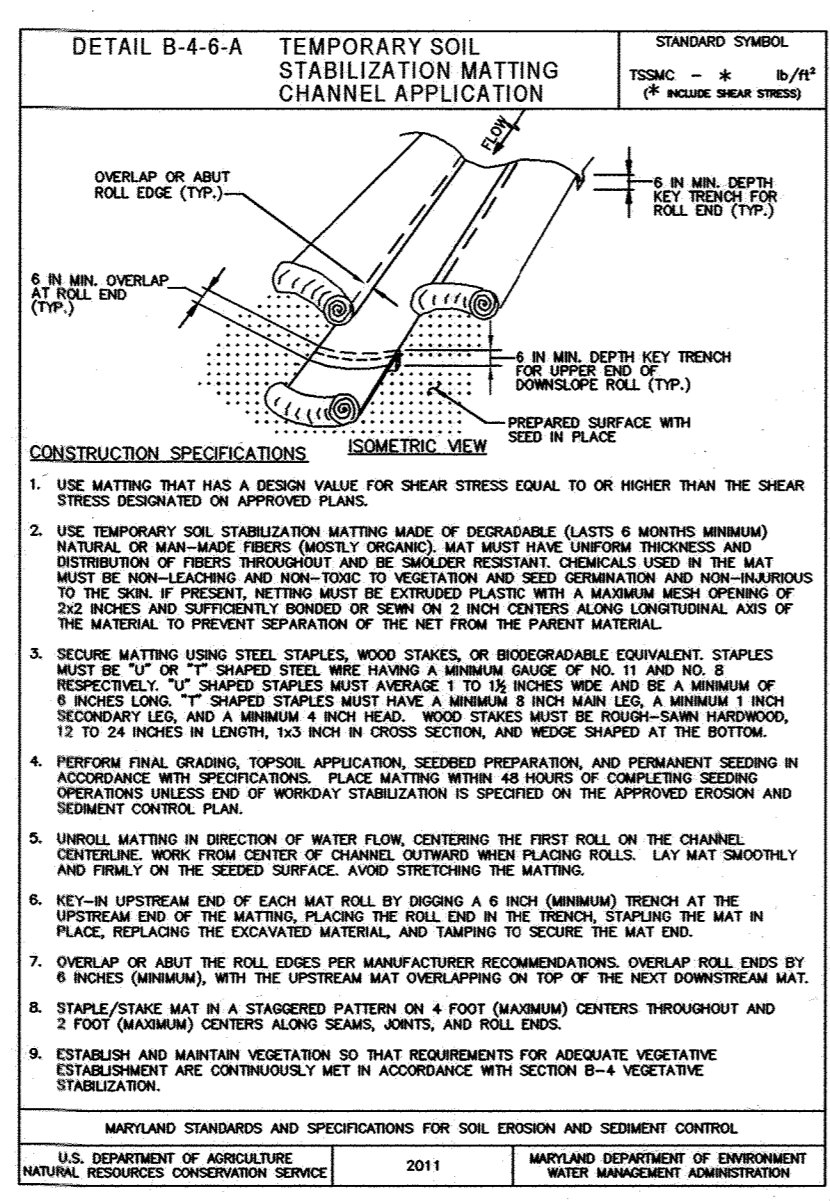 DETAIL B-4-6-A
TEMPORARY SOIL
STABILIZATION MATTING
CHANNEL APPLICATION
STANDARD SYMBOL
TSSMC - * lb/ft²
(* INCLUDE SHEAR STRESS)
FLOW
OVERLAP OR ABUT
ROLL EDGE (TYP.)
6 IN MIN. DEPTH
KEY TRENCH FOR
ROLL END (TYP.)
6 IN MIN. OVERLAP
AT ROLL END
(TYP.)
6 IN MIN. DEPTH KEY TRENCH
FOR UPPER END OF
DOWNSLOPE ROLL (TYP.)
PREPARED SURFACE WITH
SEED IN PLACE
ISOMETRIC VIEW
CONSTRUCTION SPECIFICATIONS
1. USE MATTING THAT HAS A DESIGN VALUE FOR SHEAR STRESS EQUAL TO OR HIGHER THAN THE SHEAR
STRESS DESIGNATED ON APPROVED PLANS.
2. USE TEMPORARY SOIL STABILIZATION MATTING MADE OF DEGRADABLE (LASTS 6 MONTHS MINIMUM)
NATURAL OR MAN-MADE FIBERS (MOSTLY ORGANIC). MAT MUST HAVE UNIFORM THICKNESS AND
DISTRIBUTION OF FIBERS THROUGHOUT AND BE SMOLDER RESISTANT. CHEMICALS USED IN THE MAT
MUST BE NON-LEACHING AND NON-TOXIC TO VEGETATION AND SEED GERMINATION AND NON-INJURIOUS
TO THE SKIN. IF PRESENT, NETTING MUST BE EXTRUDED PLASTIC WITH A MAXIMUM MESH OPENING OF
2x2 INCHES AND SUFFICIENTLY BONDED OR SEWN ON 2 INCH CENTERS ALONG LONGITUDINAL AXIS OF
THE MATERIAL TO PREVENT SEPARATION OF THE NET FROM THE PARENT MATERIAL.
3. SECURE MATTING USING STEEL STAPLES, WOOD STAKES, OR BIODEGRADABLE EQUIVALENT. STAPLES
MUST BE "U" OR "T" SHAPED STEEL WIRE HAVING A MINIMUM GAUGE OF NO. 11 AND NO. 8
RESPECTIVELY. "U" SHAPED STAPLES MUST AVERAGE 1 TO 1½ INCHES WIDE AND BE A MINIMUM OF
6 INCHES LONG. "T" SHAPED STAPLES MUST HAVE A MINIMUM 8 INCH MAIN LEG, A MINIMUM 1 INCH
SECONDARY LEG, AND A MINIMUM 4 INCH HEAD. WOOD STAKES MUST BE ROUGH-SAWN HARDWOOD,
12 TO 24 INCHES IN LENGTH, 1x3 INCH IN CROSS SECTION, AND WEDGE SHAPED AT THE BOTTOM.
4. PERFORM FINAL GRADING, TOPSOIL APPLICATION, SEEDBED PREPARATION, AND PERMANENT SEEDING IN
ACCORDANCE WITH SPECIFICATIONS. PLACE MATTING WITHIN 48 HOURS OF COMPLETING SEEDING
OPERATIONS UNLESS END OF WORKDAY STABILIZATION IS SPECIFIED ON THE APPROVED EROSION AND
SEDIMENT CONTROL PLAN.
5. UNROLL MATTING IN DIRECTION OF WATER FLOW, CENTERING THE FIRST ROLL ON THE CHANNEL
CENTERLINE. WORK FROM CENTER OF CHANNEL OUTWARD WHEN PLACING ROLLS. LAY MAT SMOOTHLY
AND FIRMLY ON THE SEEDED SURFACE. AVOID STRETCHING THE MATTING.
6. KEY-IN UPSTREAM END OF EACH MAT ROLL BY DIGGING A 6 INCH (MINIMUM) TRENCH AT THE
UPSTREAM END OF THE MATTING, PLACING THE ROLL END IN THE TRENCH, STAPLING THE MAT IN
PLACE, REPLACING THE EXCAVATED MATERIAL, AND TAMPING TO SECURE THE MAT END.
7. OVERLAP OR ABUT THE ROLL EDGES PER MANUFACTURER RECOMMENDATIONS. OVERLAP ROLL ENDS BY
6 INCHES (MINIMUM), WITH THE UPSTREAM MAT OVERLAPPING ON TOP OF THE NEXT DOWNSTREAM MAT.
8. STAPLE/STAKE MAT IN A STAGGERED PATTERN ON 4 FOOT (MAXIMUM) CENTERS THROUGHOUT AND
2 FOOT (MAXIMUM) CENTERS ALONG SEAMS, JOINTS, AND ROLL ENDS.
9. ESTABLISH AND MAINTAIN VEGETATION SO THAT REQUIREMENTS FOR ADEQUATE VEGETATIVE
ESTABLISHMENT ARE CONTINUOUSLY MET IN ACCORDANCE WITH SECTION B-4 VEGETATIVE
STABILIZATION.
MARYLAND STANDARDS AND SPECIFICATIONS FOR SOIL EROSION AND SEDIMENT CONTROL
U.S. DEPARTMENT OF AGRICULTURE
NATURAL RESOURCES CONSERVATION SERVICE
2011
MARYLAND DEPARTMENT OF ENVIRONMENT
WATER MANAGEMENT ADMINISTRATION